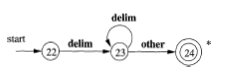 delim
start
delim
other
*
22
23
24